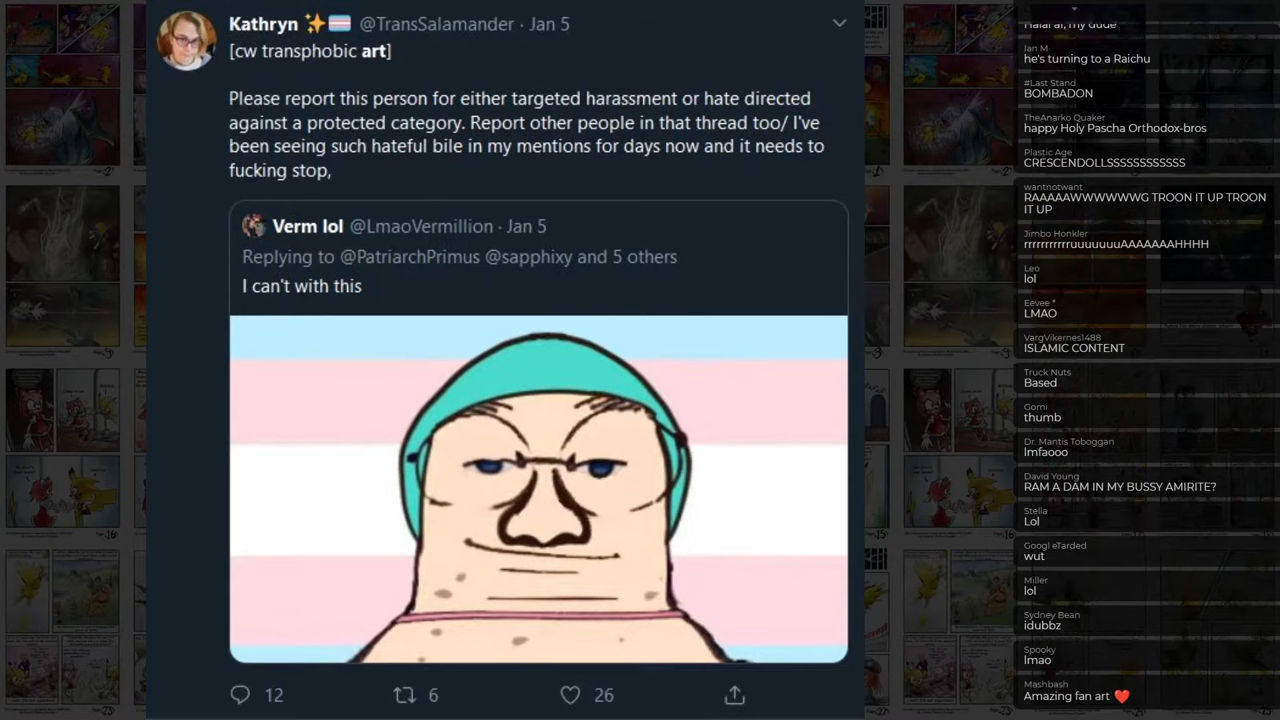 Kathryn ✨🏳️‍⚧️ @TransSalamander · Jan 5
[cw transphobic art]
Please report this person for either targeted harassment or hate directed
against a protected category. Report other people in that thread too/ I've
been seeing such hateful bile in my mentions for days now and it needs to
fucking stop,
Verm lol @LmaoVermillion · Jan 5
Replying to @PatriarchPrimus @sapphixy and 5 others
I can't with this
12
6
26
my dude
Ian M
he's turning to a Raichu
#Last Stand
BOMBADON
TheAnarko Quaker
happy Holy Pascha Orthodox-bros
Plastic Age
CRESCENDOLLSSSSSSSSSSSS
wantnotwant
RAAAAAWWWWWWG TROON IT UP TROON
IT UP
Jimbo Honkler
rrrrrrrrrrruuuuuuuAAAAAAAHHHH
Leo
lol
Eevee *
LMAO
VargVikernes1488
ISLAMIC CONTENT
Truck Nuts
Based
Gomi
thumb
Dr. Mantis Toboggan
lmfaooo
David Young
RAM A DAM IN MY BUSSY AMIRITE?
Stella
Lol
Googl eTarded
wut
Miller
lol
Sydney Bean
idubbz
Spooky
lmao
Mashbash
Amazing fan art ❤️